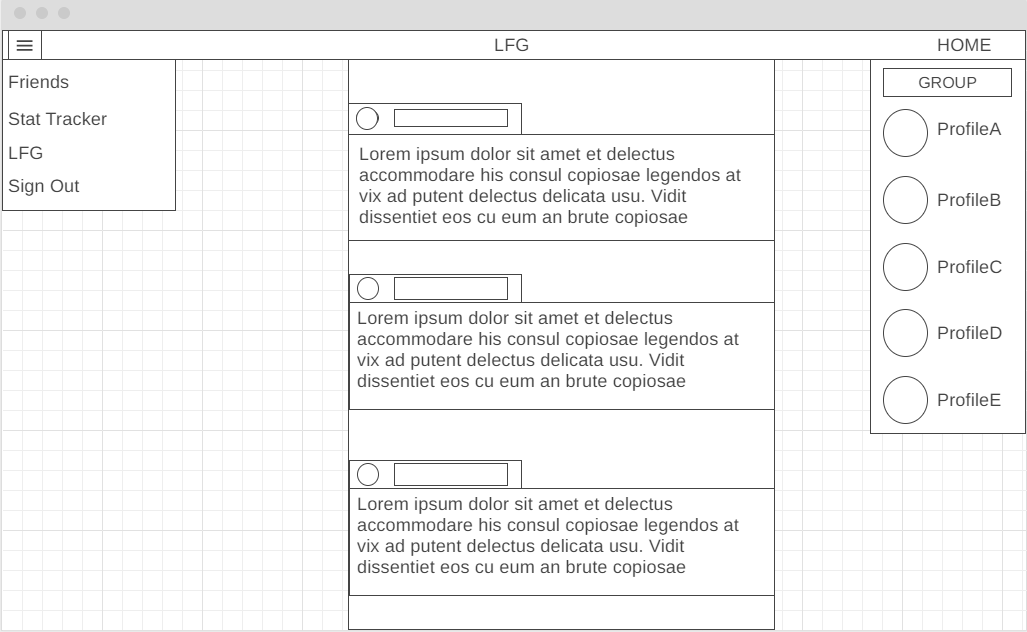 LFG
HOME
Friends
Stat Tracker
LFG
Sign Out
Lorem ipsum dolor sit amet et delectus
accommodare his consul copiosae legendos at
vix ad putent delectus delicata usu. Vidit
dissentiet eos cu eum an brute copiosae
Lorem ipsum dolor sit amet et delectus
accommodare his consul copiosae legendos at
vix ad putent delectus delicata usu. Vidit
dissentiet eos cu eum an brute copiosae
Lorem ipsum dolor sit amet et delectus
accommodare his consul copiosae legendos at
vix ad putent delectus delicata usu. Vidit
dissentiet eos cu eum an brute copiosae
GROUP
ProfileA
ProfileB
ProfileC
ProfileD
ProfileE